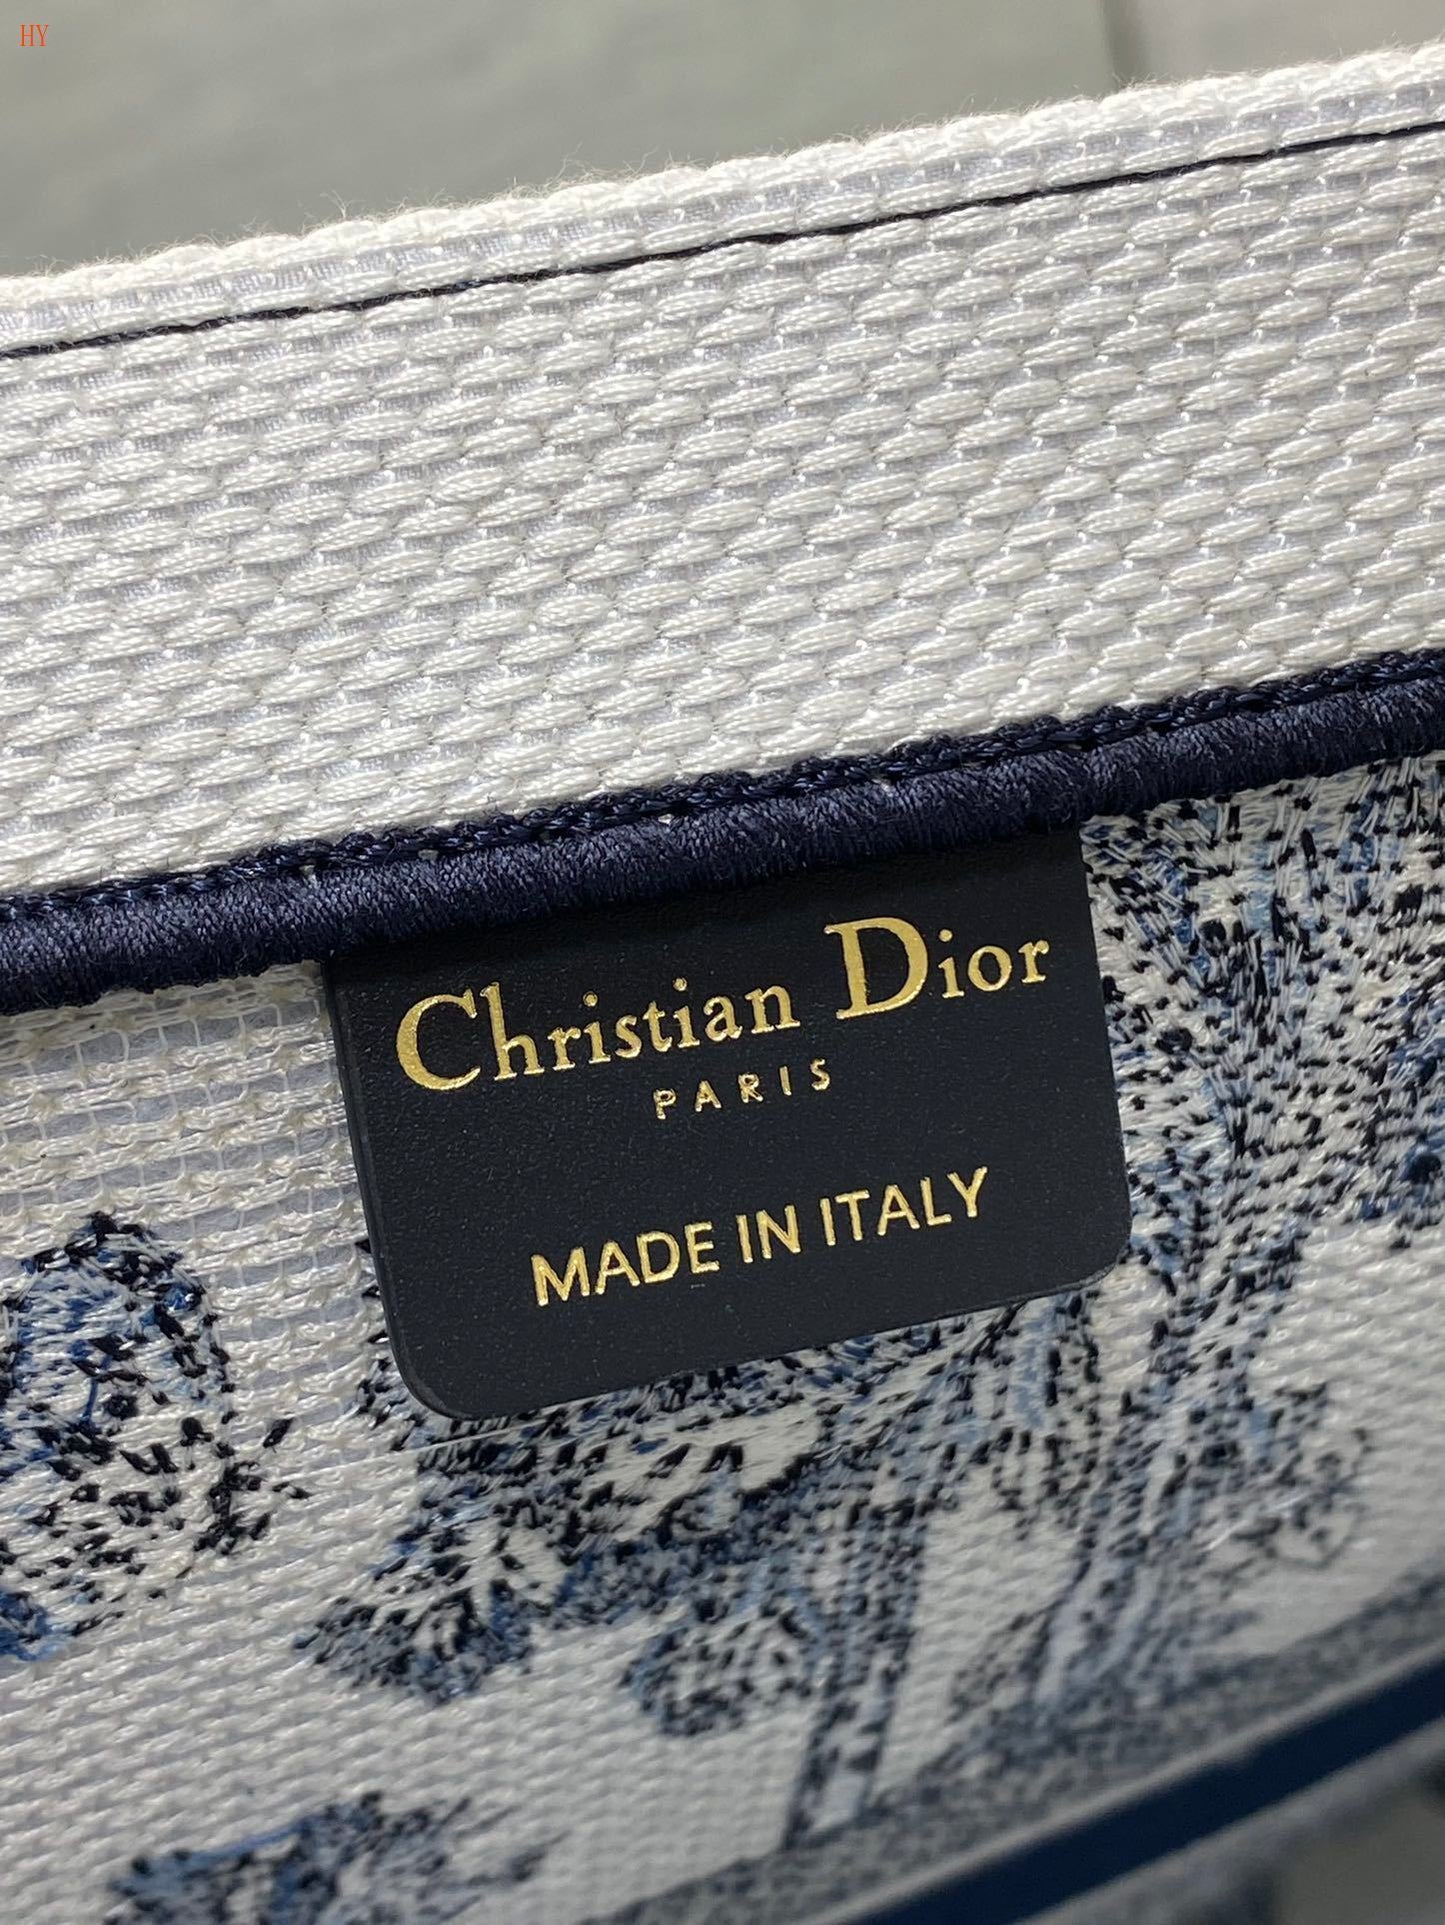 HY
Christian Dior
PARIS
MADE IN ITALY